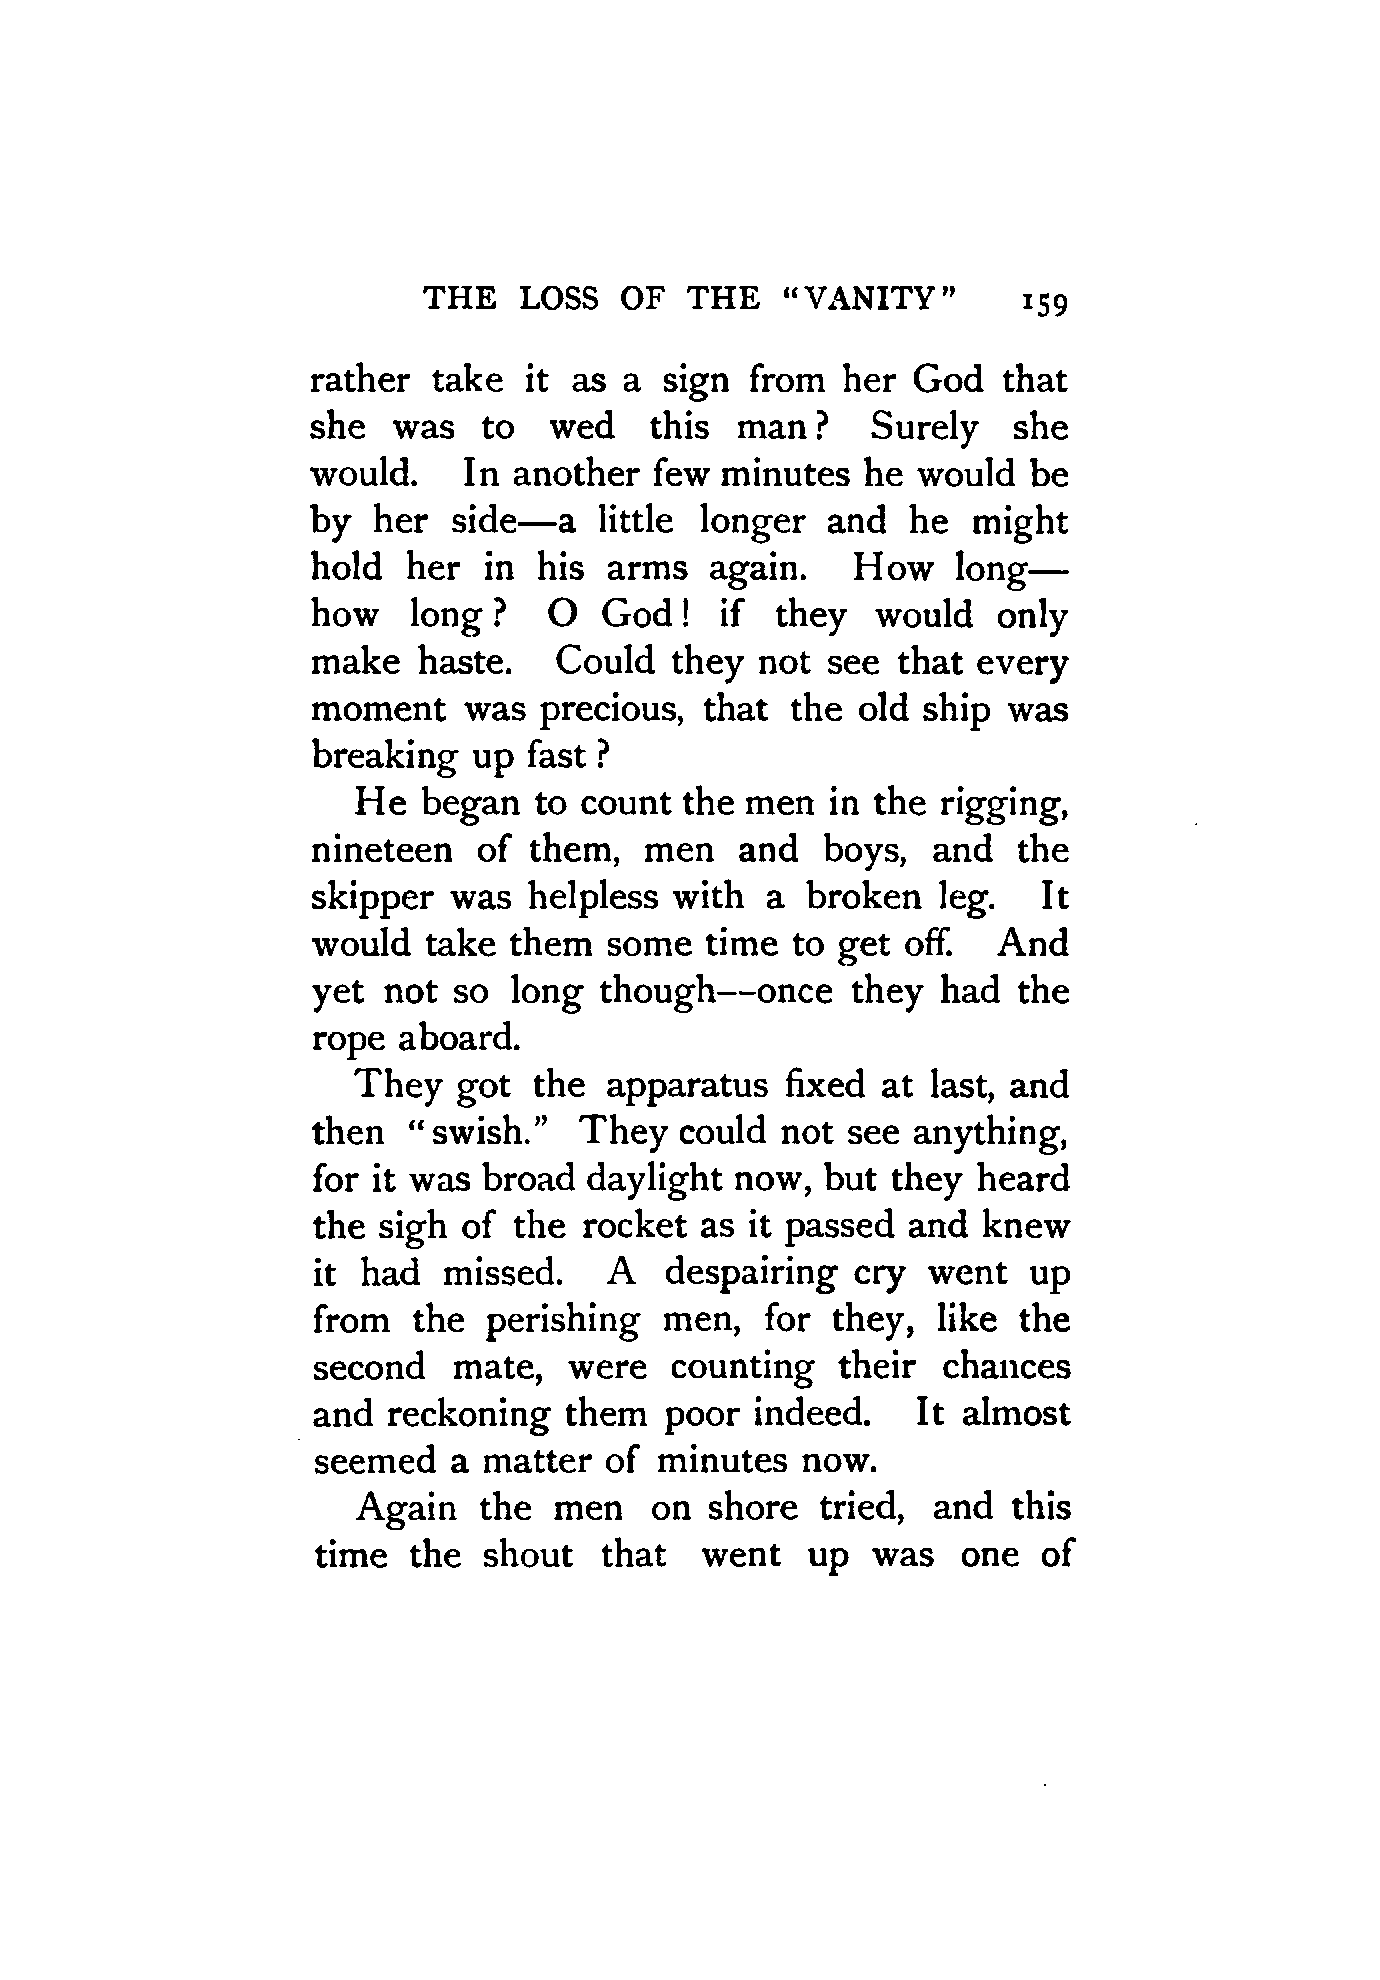 THE LOSS OF THE "VANITY" 159
rather take it as a sign from her God that
she was to wed this man? Surely she
would. In another few minutes he would be
by her side—a little longer and he might
hold her in his arms again. How long—
how long? O God! if they would only
make haste. Could they not see that every
moment was precious, that the old ship was
breaking up fast?
He began to count the men in the rigging,
nineteen of them, men and boys, and the
skipper was helpless with a broken leg. It
would take them some time to get off. And
yet not so long though—once they had the
rope aboard.
They got the apparatus fixed at last, and
then "swish." They could not see anything,
for it was broad daylight now, but they heard
the sigh of the rocket as it passed and knew
it had missed. A despairing cry went up
from the perishing men, for they, like the
second mate, were counting their chances
and reckoning them poor indeed. It almost
seemed a matter of minutes now.
Again the men on shore tried, and this
time the shout that went up was one of